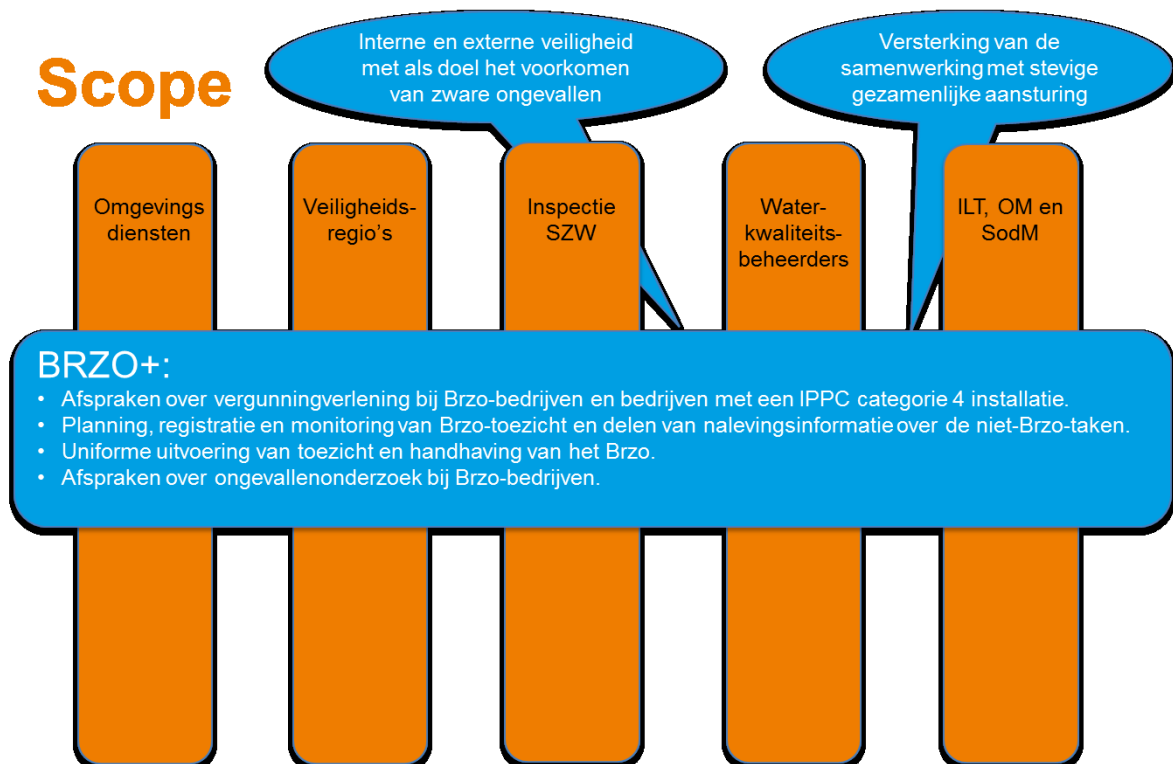 Scope
Interne en externe veiligheid
met als doel het voorkomen
van zware ongevallen
Versterking van de
samenwerking met stevige
gezamenlijke aansturing
Omgevings
diensten
Veiligheids-
regio’s
Inspectie
SZW
Water-
kwaliteits-
beheerders
ILT, OM en
SodM
BRZO+:
• Afspraken over vergunningverlening bij Brzo-bedrijven en bedrijven met een IPPC categorie 4 installatie.
• Planning, registratie en monitoring van Brzo-toezicht en delen van nalevingsinformatie over de niet-Brzo-taken.
• Uniforme uitvoering van toezicht en handhaving van het Brzo.
• Afspraken over ongevallenonderzoek bij Brzo-bedrijven.